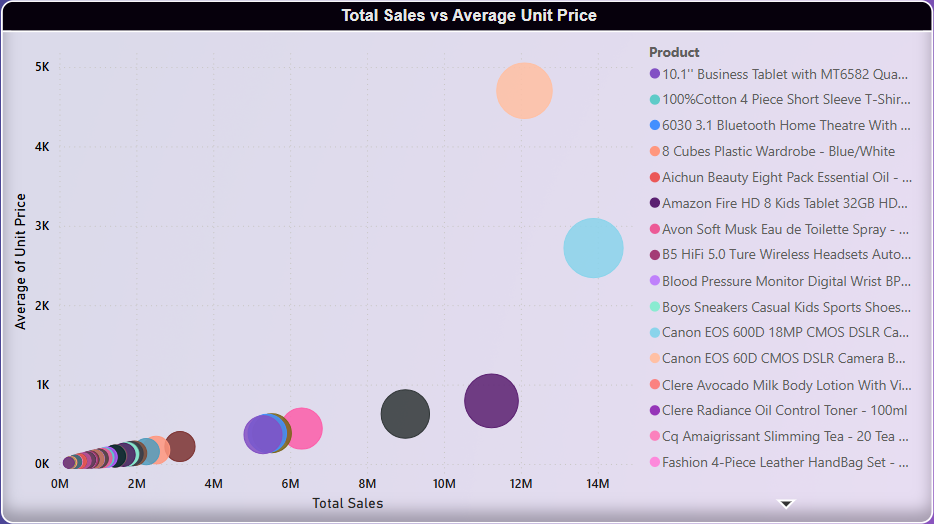 Total Sales vs Average Unit Price
Average of Unit Price
5K
4K
3K
2K
1K
0K
0M 2M 4M 6M 8M 10M 12M 14M
Total Sales
Product
10.1'' Business Tablet with MT6582 Qua...
100%Cotton 4 Piece Short Sleeve T-Shir...
6030 3.1 Bluetooth Home Theatre With ...
8 Cubes Plastic Wardrobe - Blue/White
Aichun Beauty Eight Pack Essential Oil - ...
Amazon Fire HD 8 Kids Tablet 32GB HD...
Avon Soft Musk Eau de Toilette Spray - ...
B5 HiFi 5.0 Ture Wireless Headsets Auto...
Blood Pressure Monitor Digital Wrist BP...
Boys Sneakers Casual Kids Sports Shoes...
Canon EOS 600D 18MP CMOS DSLR Ca...
Canon EOS 60D CMOS DSLR Camera B...
Clere Avocado Milk Body Lotion With Vi...
Clere Radiance Oil Control Toner - 100ml
Cq Amaigrissant Slimming Tea - 20 Tea ...
Fashion 4-Piece Leather HandBag Set - ...